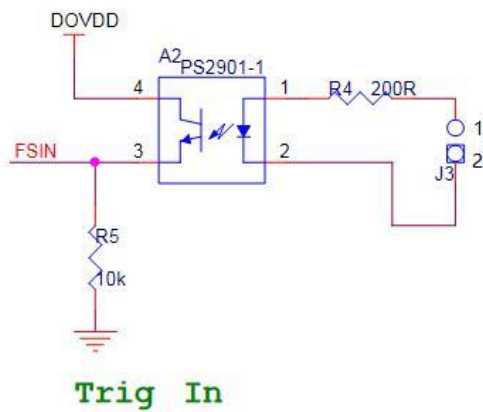 DOVDD
A2 PS2901-1
4
1
R4 200R
1
FSIN
3
2
2
J3
R5
10k
Trig In